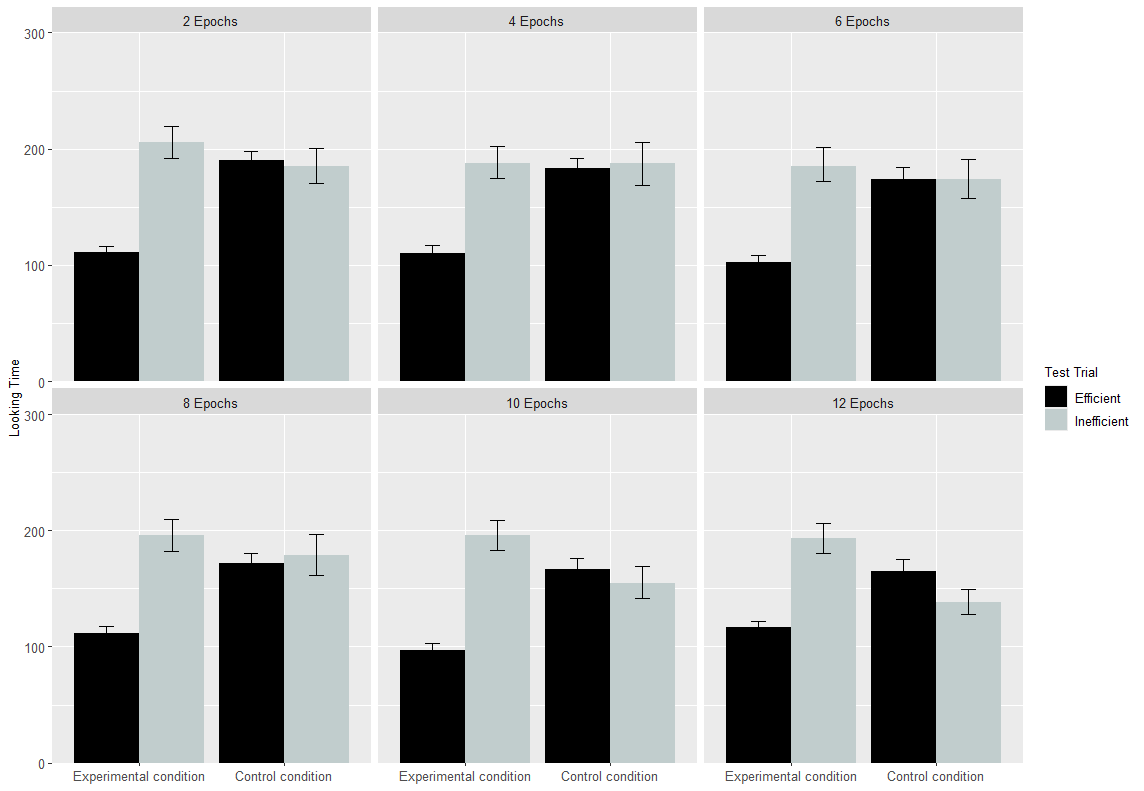 2 Epochs
4 Epochs
6 Epochs
300
200
100
0
Looking Time
8 Epochs
10 Epochs
12 Epochs
300
200
100
0
Experimental condition
Control condition
Experimental condition
Control condition
Experimental condition
Control condition
Test Trial
Efficient
Inefficient